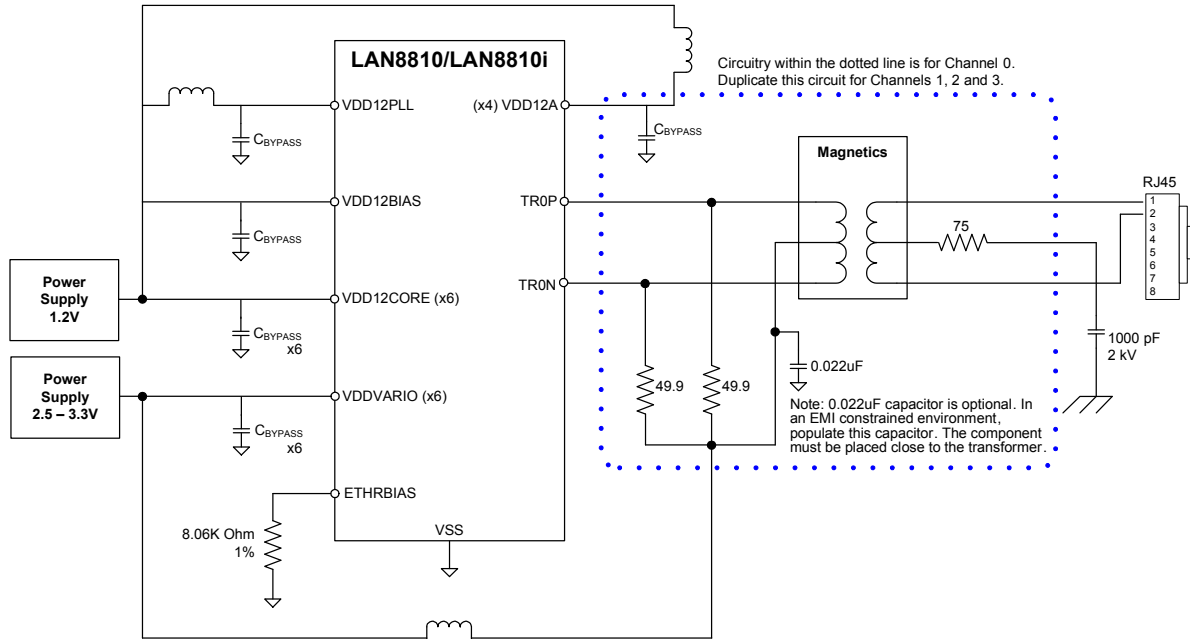 LAN8810/LAN8810i
Circuitry within the dotted line is for Channel 0.
Duplicate this circuit for Channels 1, 2 and 3.
VDD12PLL
(x4) VDD12A
CBYPASS
CBYPASS
Magnetics
RJ45
VDD12BIAS
TR0P
1
2
3
4
5
6
7
8
75
CBYPASS
Power
Supply
1.2V
TR0N
VDD12CORE (x6)
CBYPASS
x6
1000 pF
2 kV
0.022uF
Power
Supply
2.5 – 3.3V
49.9
49.9
VDDVARIO (x6)
Note: 0.022uF capacitor is optional. In
an EMI constrained environment,
populate this capacitor. The component
must be placed close to the transformer.
CBYPASS
x6
ETHRBIAS
8.06K Ohm
1%
VSS